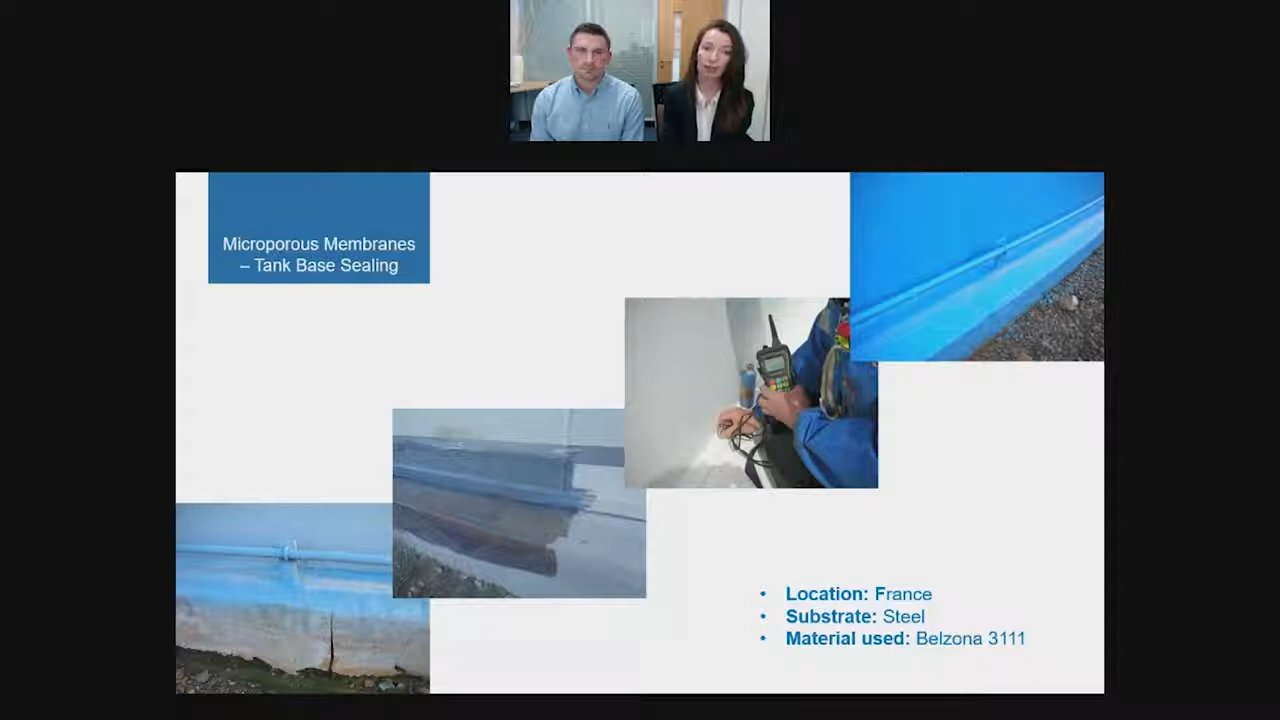 Microporous Membranes
– Tank Base Sealing
• Location: France
• Substrate: Steel
• Material used: Belzona 3111